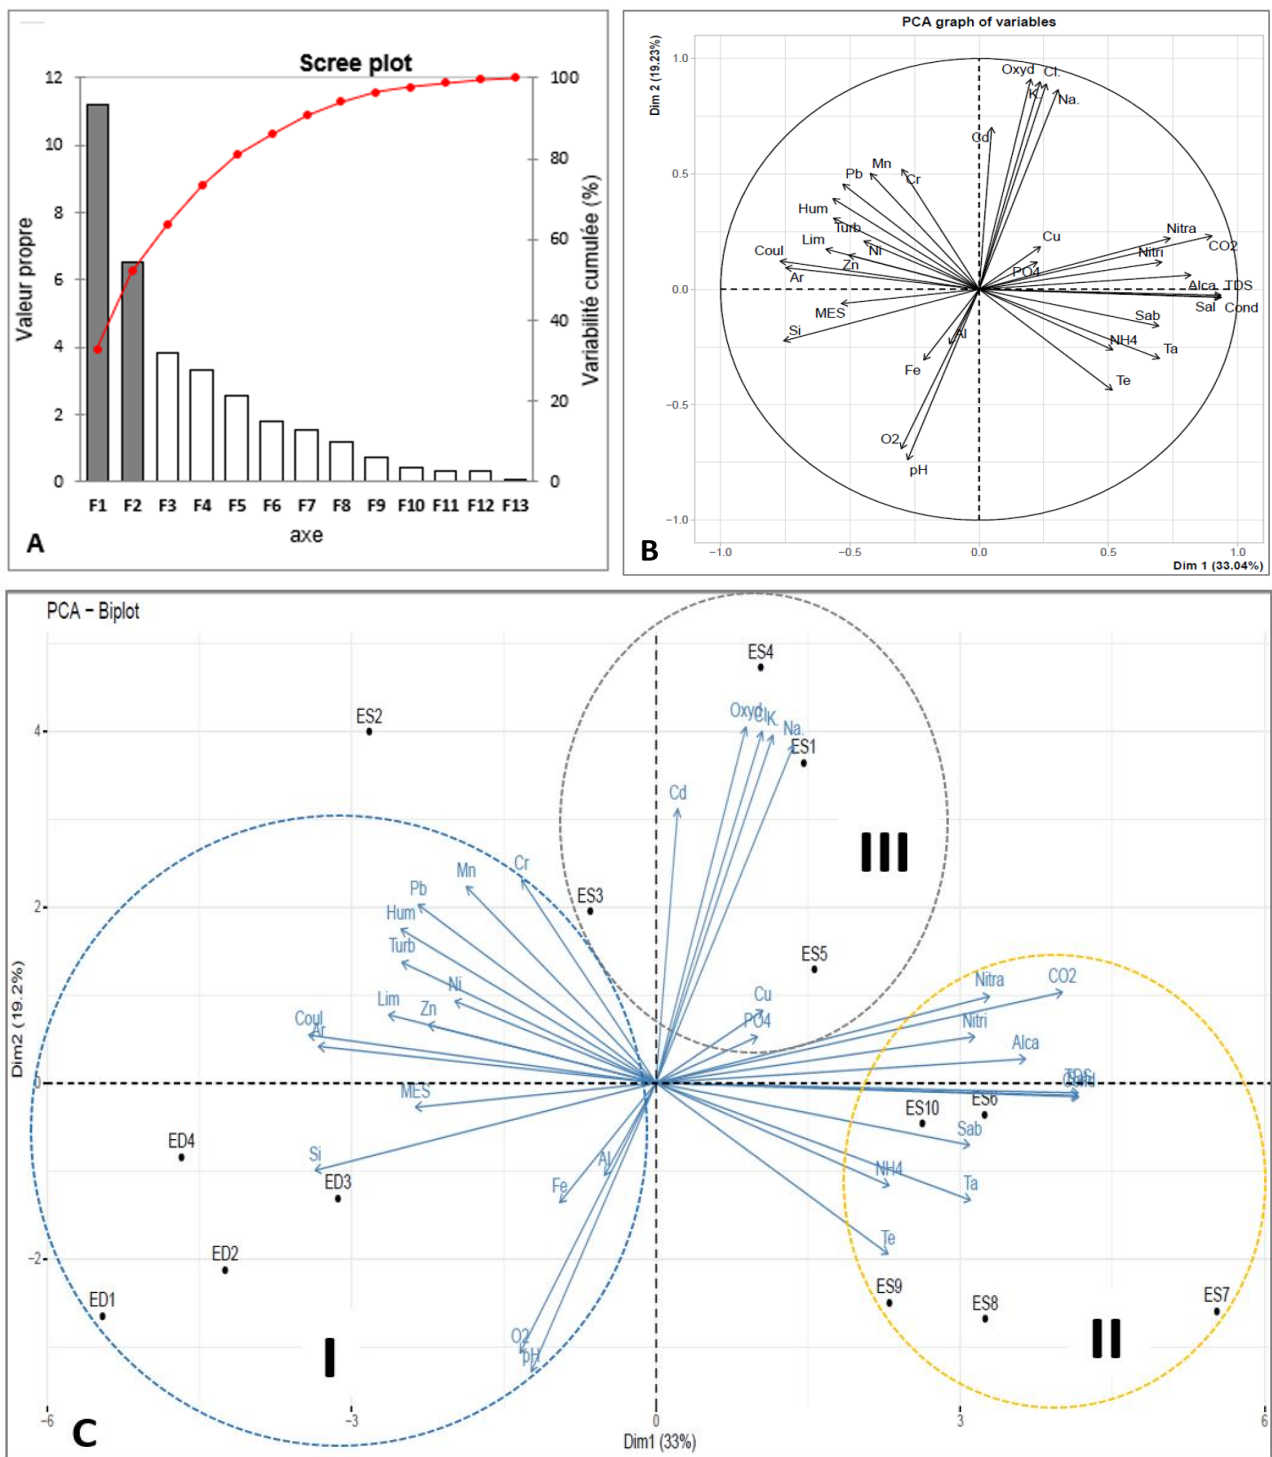 Scree plot
12
10
8
6
4
2
0
100
80
60
40
20
0
Valeur propre
Variabilité cumulée (%)
F1 F2 F3 F4 F5 F6 F7 F8 F9 F10 F11 F12 F13
axe
A
PCA graph of variables
Dim 2 (19.23%)
1.0
0.5
0.0
−0.5
−1.0
Oxyd Cl.
K. Na.
Cd
Mn
Pb Cr
Hum
Turb
Lim Ni
Coul Zn
Ar
MES
Si
Cu
PO4
Nitra
CO2
Nitri
Alca TDS
Sal Cond
Sab
NH4 Ta
Te
Al
Fe
O2
pH
−1.0 −0.5 0.0 0.5 1.0
Dim 1 (33.04%)
B
PCA − Biplot
ES4
ES2
Oxyd K.
Na.
ES1
Cd
III
Cr
Mn
Pb
ES3
Hum
Turb
ES5
Ni
Lim Zn
Coul
Ar
Cu
PO4
Nitra CO2
Nitri
Alca
TDS
MES
ES10 ES6
Sab
ED4
Si
ED3
Al
Fe
NH4
Ta
Te
ED2
ED1
ES9
ES8
ES7
O2
pH
I
II
4
2
0
−2
Dim2 (19.2%)
−6 −3 0 3 6
Dim1 (33%)
C